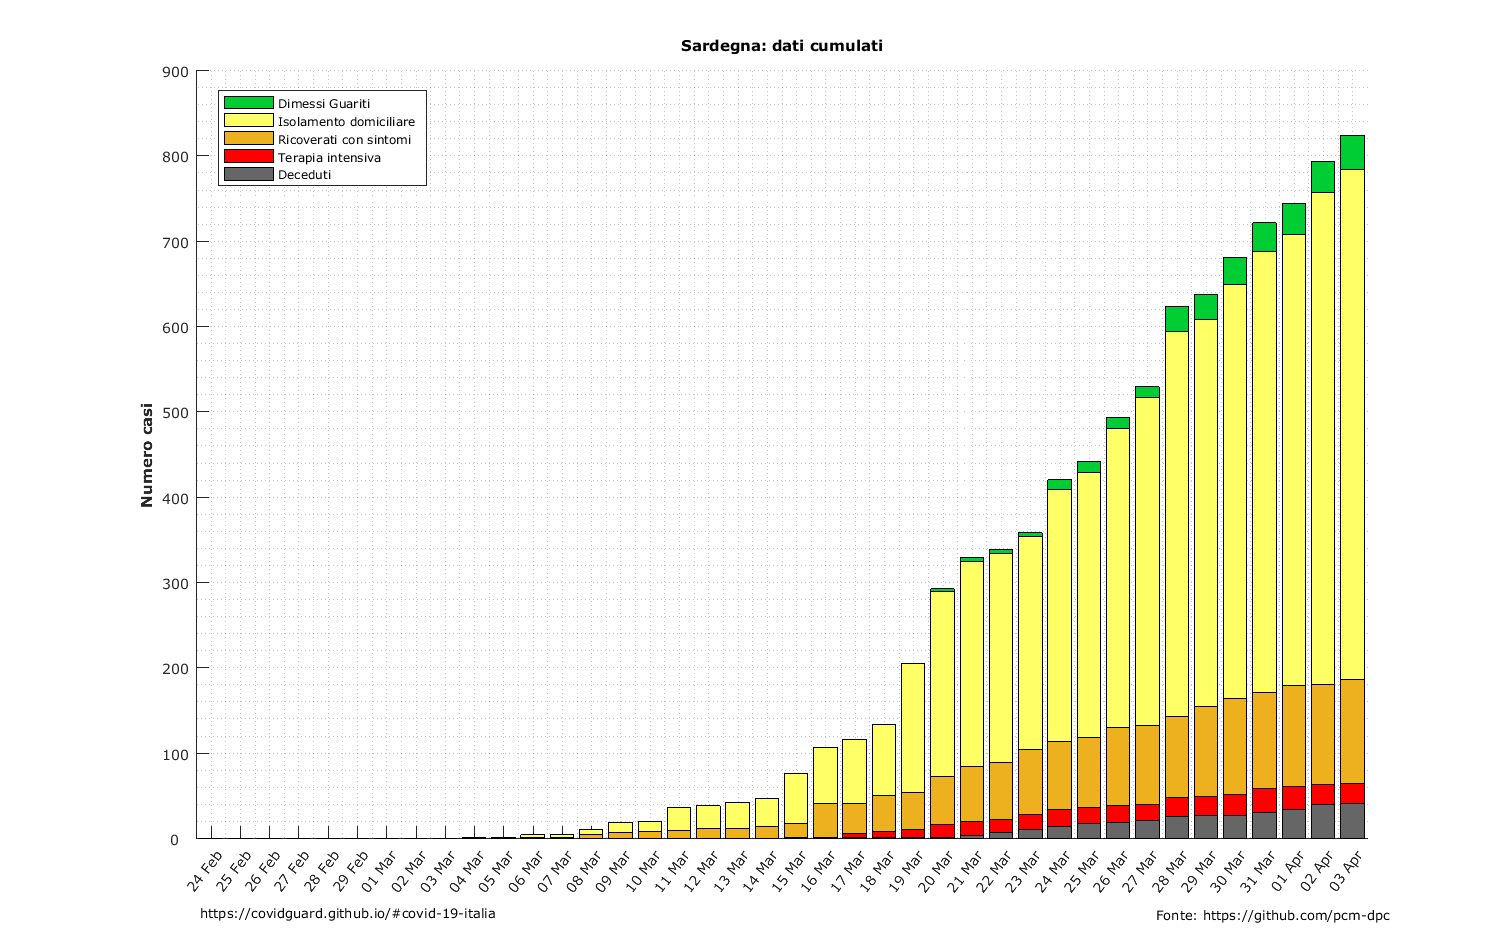 Sardegna: dati cumulati
900
800
700
600
500
400
300
200
100
0
Numero casi
Dimessi Guariti
Isolamento domiciliare
Ricoverati con sintomi
Terapia intensiva
Deceduti
24 Feb
25 Feb
26 Feb
27 Feb
28 Feb
29 Feb
01 Mar
02 Mar
03 Mar
04 Mar
05 Mar
06 Mar
07 Mar
08 Mar
09 Mar
10 Mar
11 Mar
12 Mar
13 Mar
14 Mar
15 Mar
16 Mar
17 Mar
18 Mar
19 Mar
20 Mar
21 Mar
22 Mar
23 Mar
24 Mar
25 Mar
26 Mar
27 Mar
28 Mar
29 Mar
30 Mar
31 Mar
01 Apr
02 Apr
03 Apr
https://covidguard.github.io/#covid-19-italia
Fonte: https://github.com/pcm-dpc